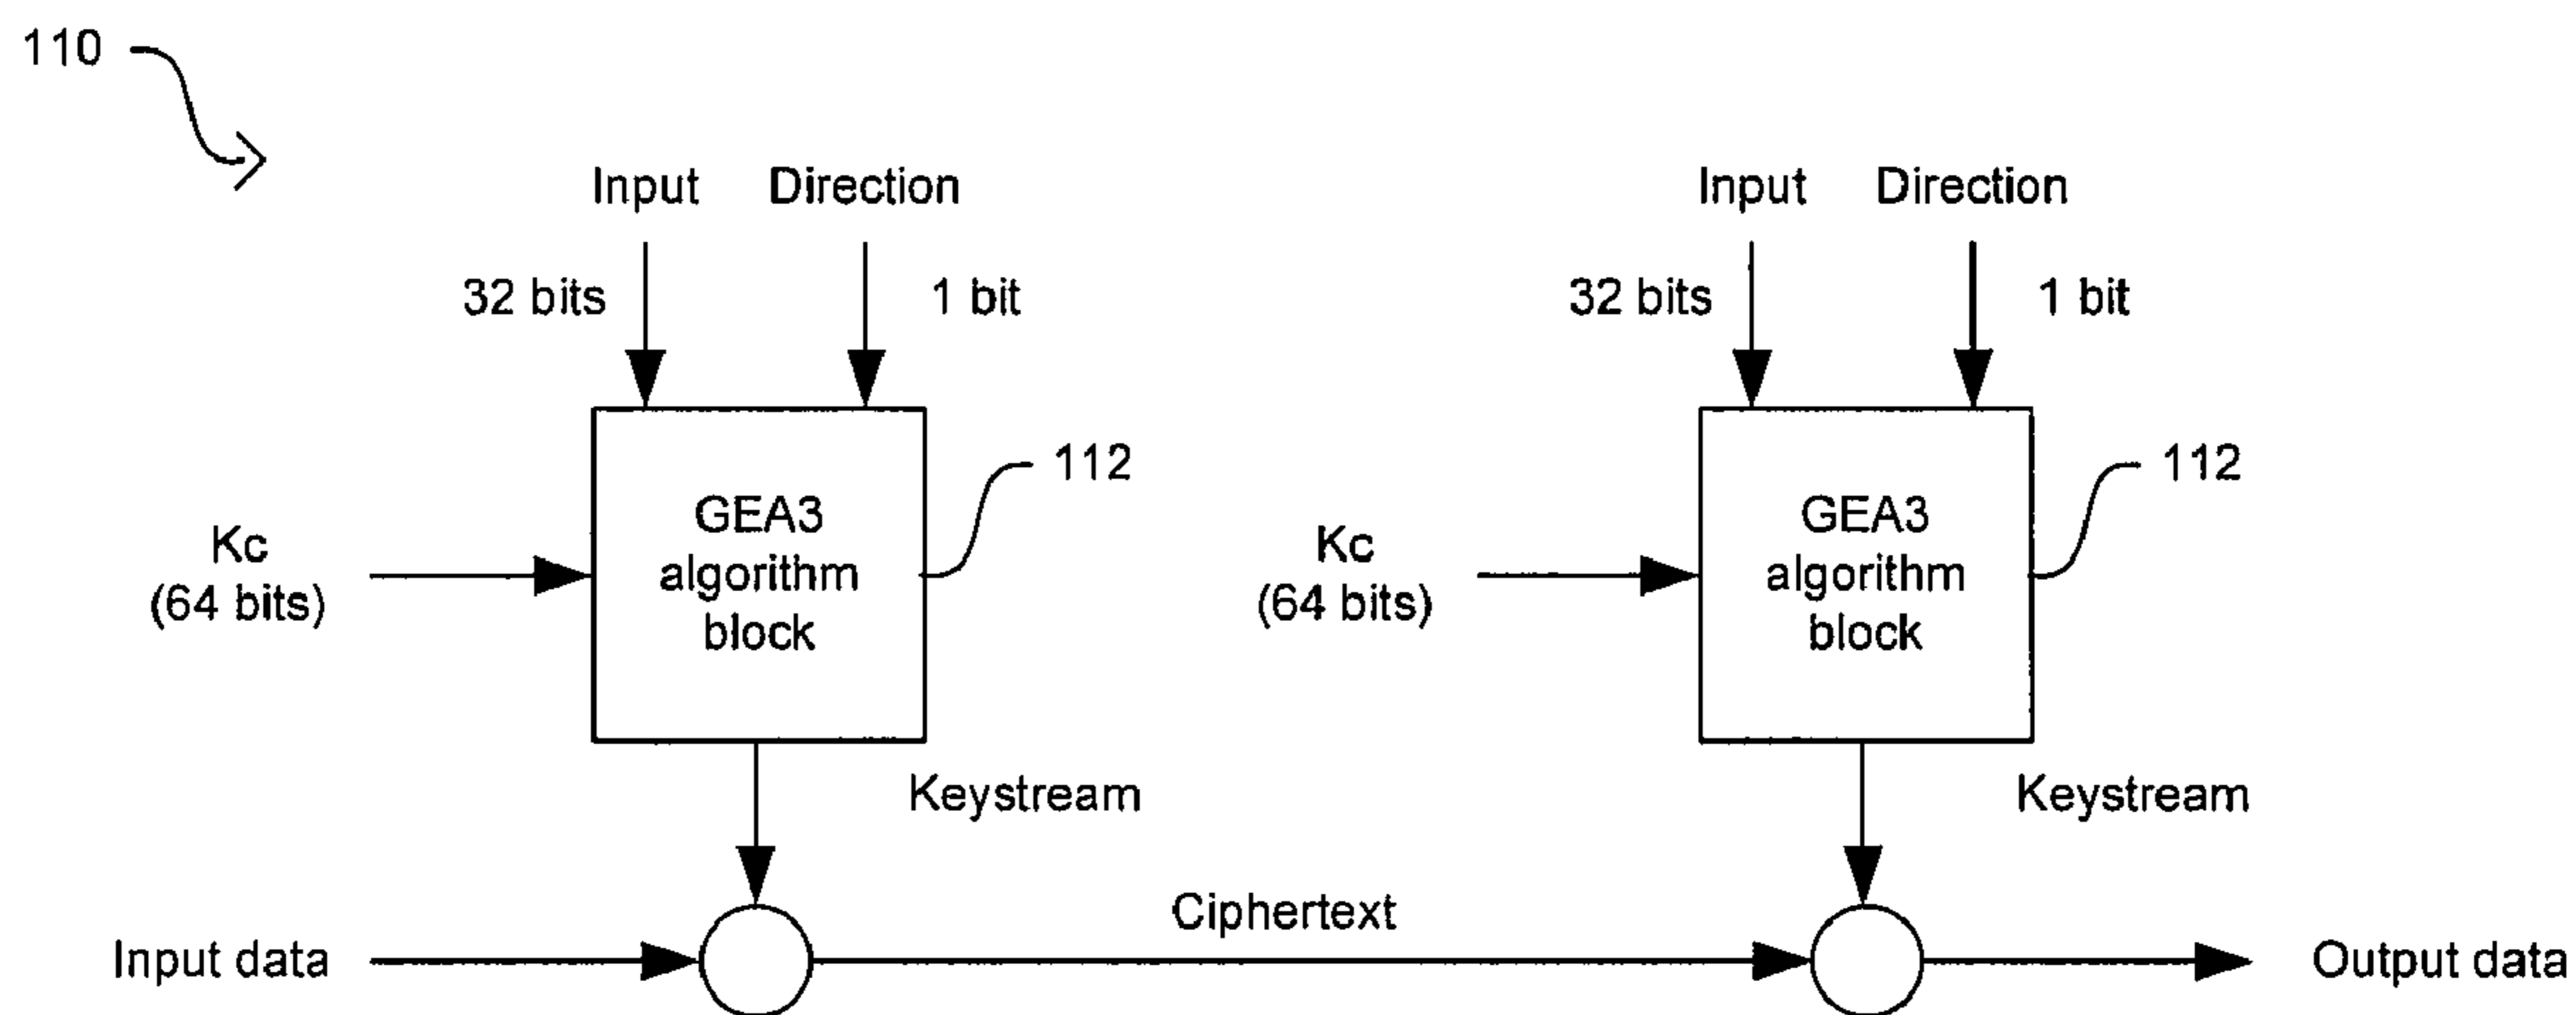 110
Input Direction Input Direction
32 bits 1 bit 32 bits 1 bit
112 112
GEA3 GEA3
Kc algorithm Kc algorithm
(64 bits) block (64 bits) block
Keystream Keystream
Ciphertext
Input data Output data